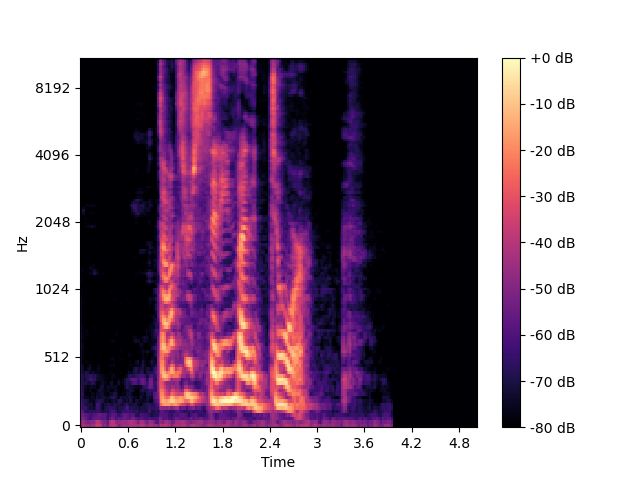 +0 dB
8192
-10 dB
4096
-20 dB
-30 dB
2048
Hz
-40 dB
1024
-50 dB
-60 dB
512
-70 dB
0
-80 dB
0 0.6 1.2 1.8 2.4 3 3.6 4.2 4.8
Time